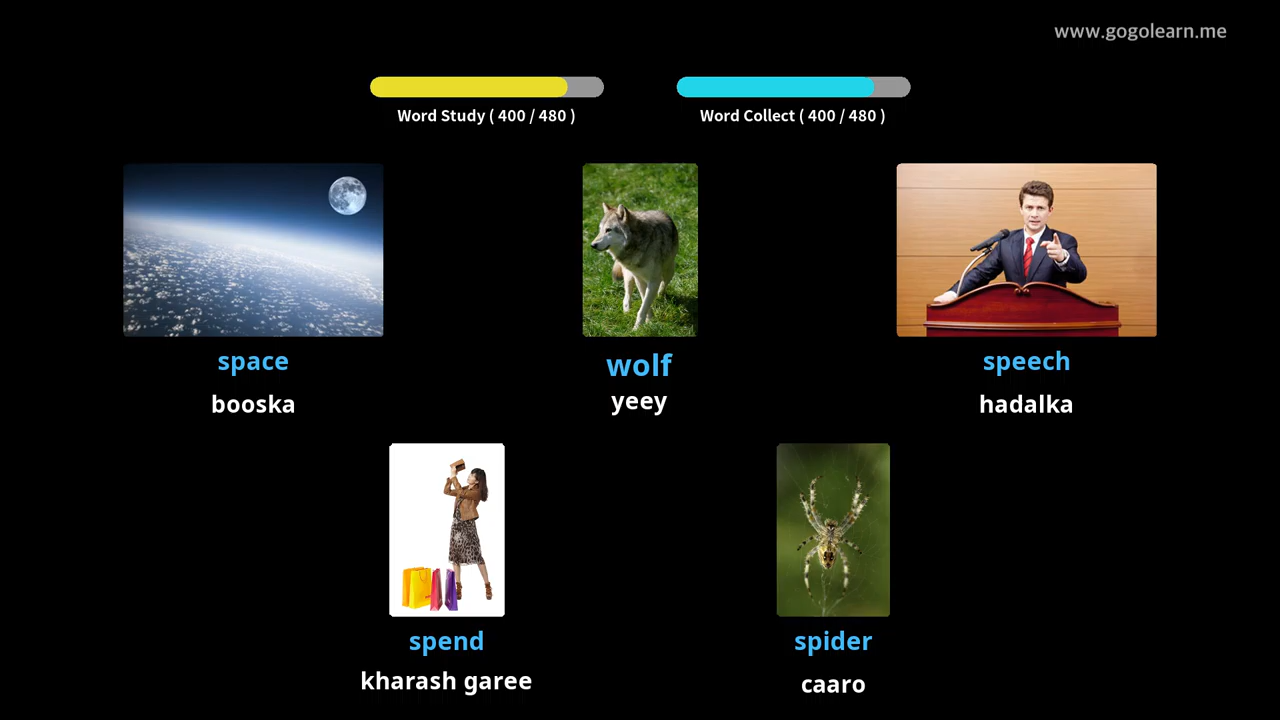 www.gogolearn.me
Word Study ( 400 / 480 )
Word Collect ( 400 / 480 )
space
booska
wolf
yeey
speech
hadalka
spend
kharash garee
spider
caaro